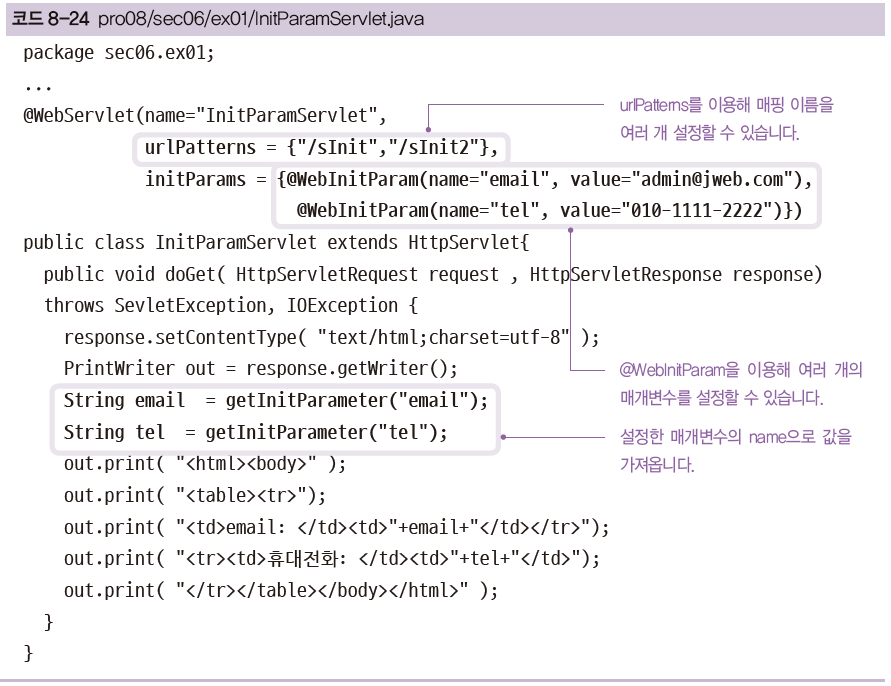 코드 8-24 pro08/sec06/ex01/InitParamServlet.java
package sec06.ex01;
...
@WebServlet(name="InitParamServlet",
urlPatterns를 이용해 매핑 이름을
여러 개 설정할 수 있습니다.
urlPatterns = {"/sInit","/sInit2"},
initParams = {@WebInitParam(name="email", value="admin@jweb.com"),
@WebInitParam(name="tel", value="010-1111-2222")})
public class InitParamServlet extends HttpServlet{
public void doGet( HttpServletRequest request , HttpServletResponse response)
throws SevletException, IOException {
response.setContentType( "text/html;charset=utf-8" );
PrintWriter out = response.getWriter();
@WebInitParam을 이용해 여러 개의
매개변수를 설정할 수 있습니다.
String email  = getInitParameter("email");
String tel  = getInitParameter("tel");
설정한 매개변수의 name으로 값을
가져옵니다.
out.print( "<html><body>" );
out.print( "<table><tr>");
out.print( "<td>email: </td><td>"+email+"</td></tr>");
out.print( "<tr><td>휴대전화: </td><td>"+tel+"</td>");
out.print( "</tr></table></body></html>" );
}
}